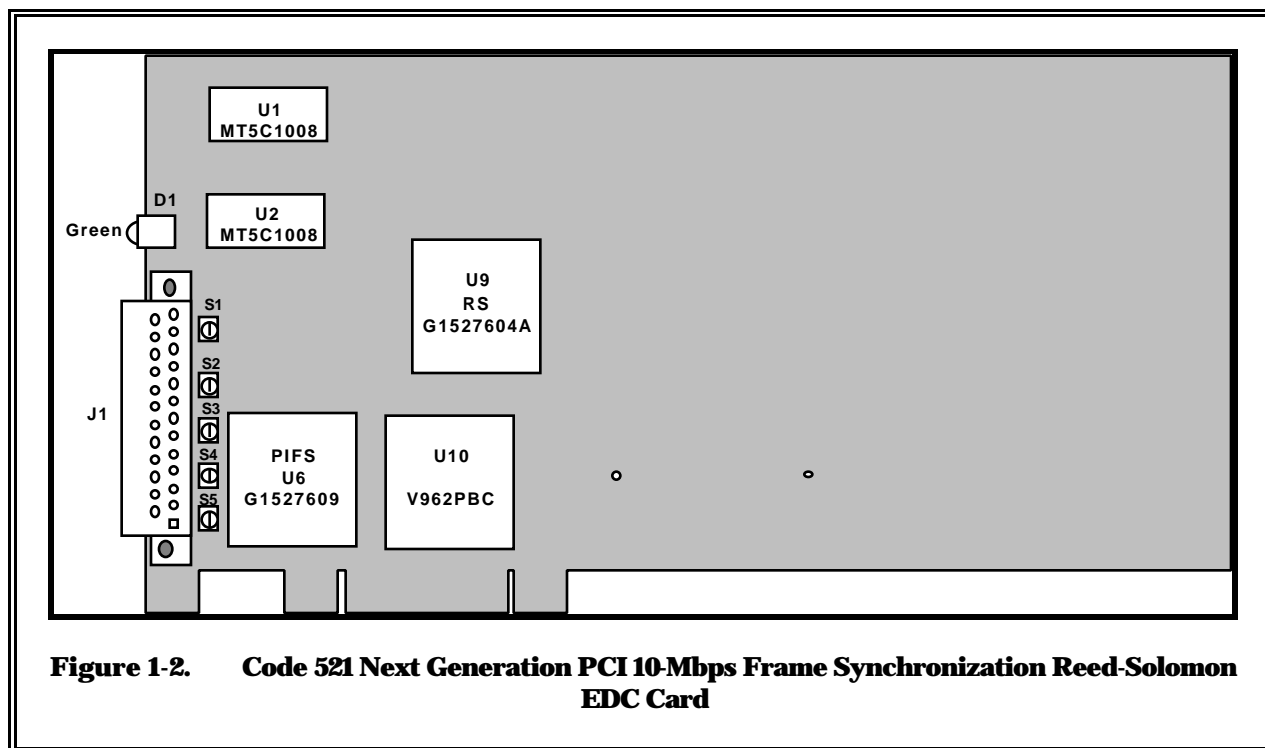 U1
MT5C1008
D1
Green
U2
MT5C1008
U9
RS
G1527604A
S1
S2
J1
S3
S4
S5
PIFS
U6
G1527609
U10
V962PBC
Figure 1-2. Code 521 Next Generation PCI 10-Mbps Frame Synchronization Reed-Solomon
EDC Card